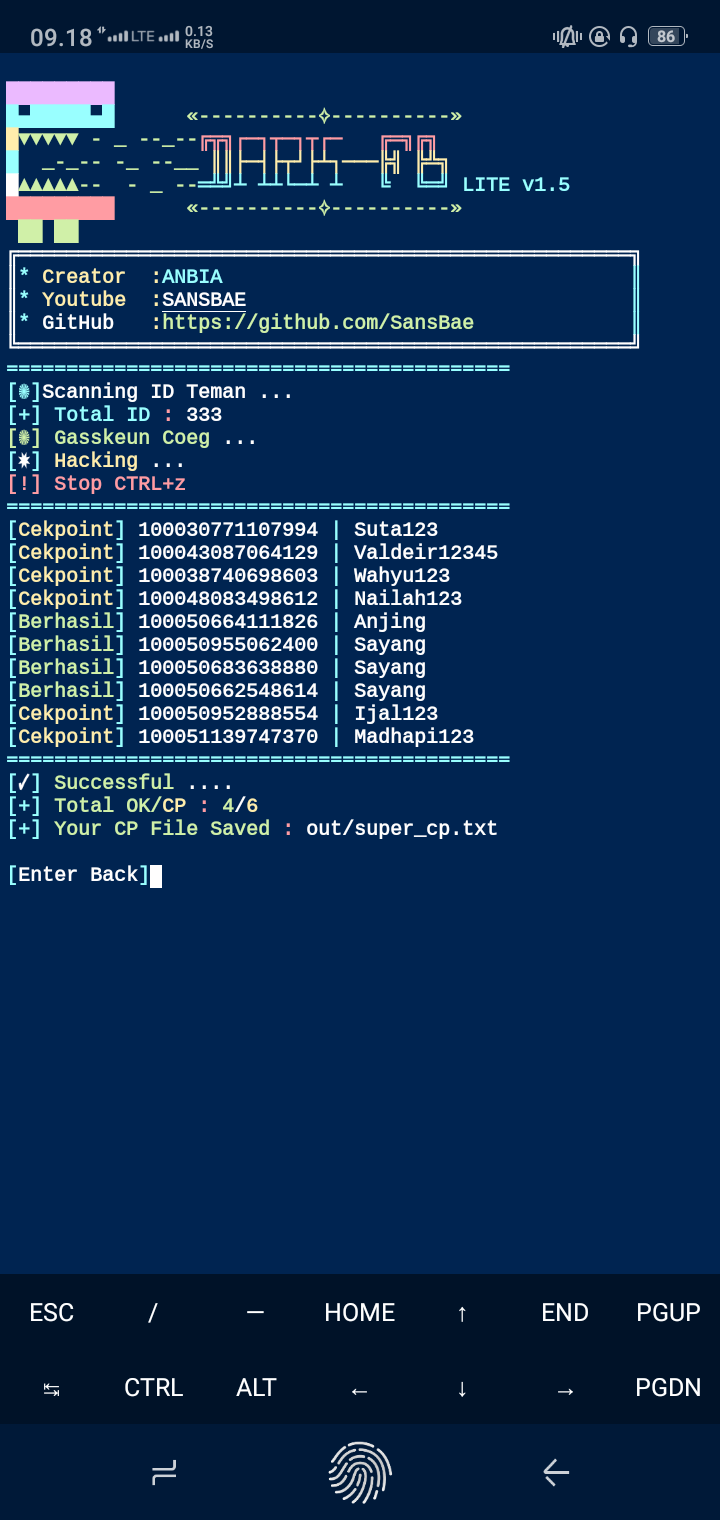 09.18 LTE 0.13 KB/S 86
«----------✧----------»
LITE v1.5
«----------✧----------»
* Creator :ANBIA
* Youtube :SANSBAE
* GitHub :https://github.com/SansBae
[✺]Scanning ID Teman ...
[+] Total ID : 333
[✺] Gasskeun Coeg ...
[✷] Hacking ...
[!] Stop CTRL+z
[Cekpoint] 100030771107994 | Suta123
[Cekpoint] 100043087064129 | Valdeir12345
[Cekpoint] 100038740698603 | Wahyu123
[Cekpoint] 100048083498612 | Nailah123
[Berhasil] 100050664111826 | Anjing
[Berhasil] 100050955062400 | Sayang
[Berhasil] 100050683638880 | Sayang
[Berhasil] 100050662548614 | Sayang
[Cekpoint] 100050952888554 | Ijal123
[Cekpoint] 100051139747370 | Madhapi123
[✓] Successful ....
[+] Total OK/CP : 4/6
[+] Your CP File Saved : out/super_cp.txt
[Enter Back]
ESC / — HOME ↑ END PGUP
↹ CTRL ALT ← ↓ → PGDN